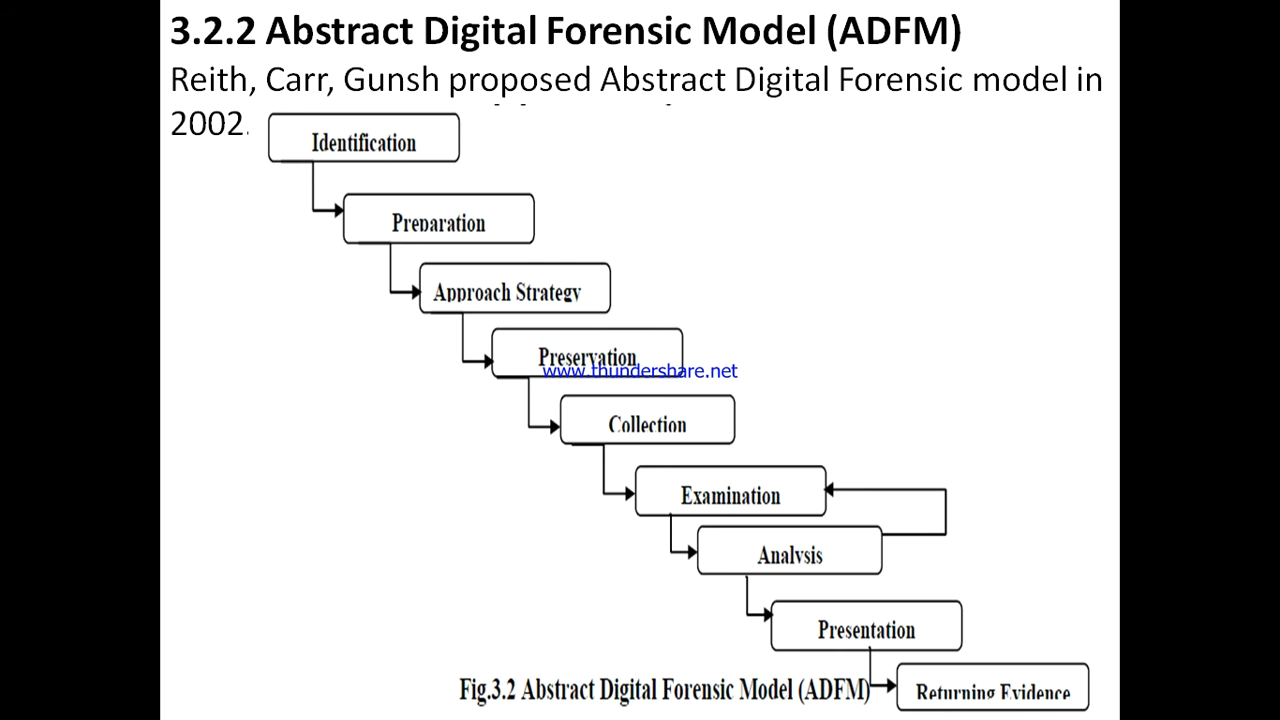 3.2.2 Abstract Digital Forensic Model (ADFM)
Reith, Carr, Gunsh proposed Abstract Digital Forensic model in
2002.
Identification
Preparation
Approach Strategy
Preservation
www.thundershare.net
Collection
Examination
Analysis
Presentation
Fig.3.2 Abstract Digital Forensic Model (ADFM)
Returning Evidence